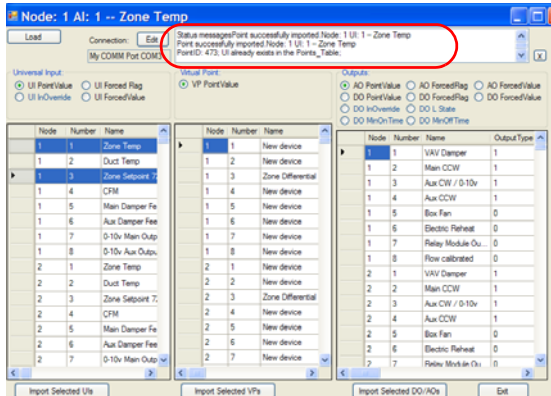 Node: 1 AI: 1 -- Zone Temp
Load
Connection:
Edit
My COMM Port COM3
Status messagesPoint successfully imported.Node: 1 UI: 1 – Zone Temp
Point successfully imported.Node: 1 UI: 1 – Zone Temp
PointID: 473; UI already exists in the Points_Table;
x
Universal Input:
UI PointValue UI Forced Flag
UI InOverride UI ForcedValue
Virtual Point:
VP PointValue
Outputs:
AO PointValue AO ForcedFlag AO ForcedValue
DO PointValue DO ForcedFlag DO ForcedValue
DO InOverride DO L State
DO MinOnTime DO MinOffTime
Node Number Name
1 1 Zone Temp
1 2 Duct Temp
1 3 Zone Setpoint 72
1 4 CFM
1 5 Main Damper Fee
1 6 Aux Damper Fee
1 7 0-10v Main Outp
1 8 0-10v Aux Outpu
2 1 Zone Temp
2 2 Duct Temp
2 3 Zone Setpoint 7
2 4 CFM
2 5 Main Damper Fe
2 6 Aux Damper Fee
2 7 0-10v Main Outp
Node Number Name
1 1 New device
1 2 New device
1 3 Zone Differential
1 4 New device
1 5 New device
1 6 New device
1 7 New device
1 8 New device
2 1 New device
2 2 New device
2 3 Zone Differential
2 4 New device
2 5 New device
2 6 New device
2 7 New device
Node Number Name OutputType
1 1 VAV Damper 1
1 2 Main CCW 1
1 3 Aux CW / 0-10v 1
1 4 Aux CCW 1
1 5 Box Fan 0
1 6 Electric Reheat 0
1 7 Relay Module Ou... 0
1 8 Flow calibrated 0
2 1 VAV Damper 1
2 2 Main CCW 1
2 3 Aux CW / 0-10v 1
2 4 Aux CCW 1
2 5 Box Fan 0
2 6 Electric Reheat 0
2 7 Relay Module Ou 0
Import Selected UIs
Import Selected VPs
Import Selected DO/AOs
Exit